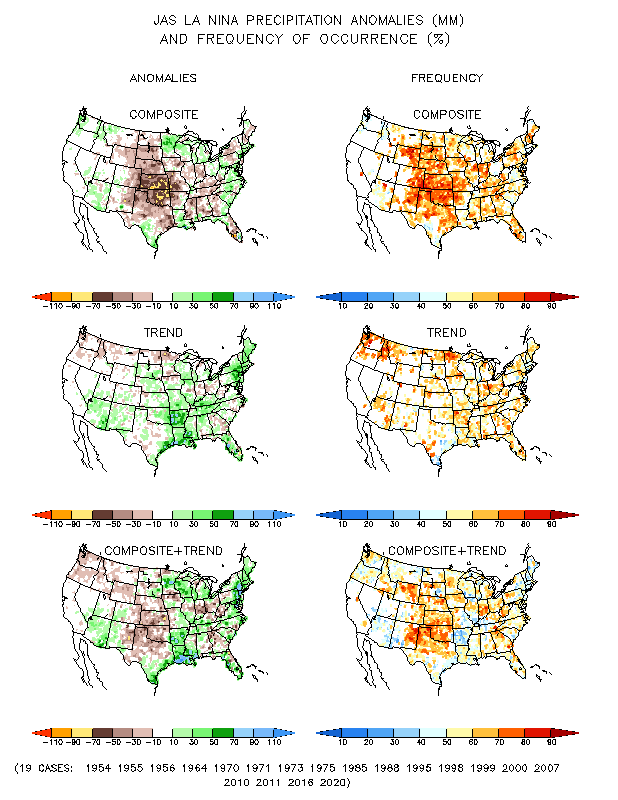 JAS LA NINA PRECIPITATION ANOMALIES (MM)
AND FREQUENCY OF OCCURRENCE (%)
ANOMALIES FREQUENCY
COMPOSITE COMPOSITE
-110 -90 -70 -50 -30 -10 10 30 50 70 90 110 10 20 30 40 50 60 70 80 90
TREND TREND
-110 -90 -70 -50 -30 -10 10 30 50 70 90 110 10 20 30 40 50 60 70 80 90
COMPOSITE+TREND COMPOSITE+TREND
-110 -90 -70 -50 -30 -10 10 30 50 70 90 110 10 20 30 40 50 60 70 80 90
(19 CASES: 1954 1955 1956 1964 1970 1971 1973 1975 1985 1988 1995 1998 1999 2000 2007
2010 2011 2016 2020)